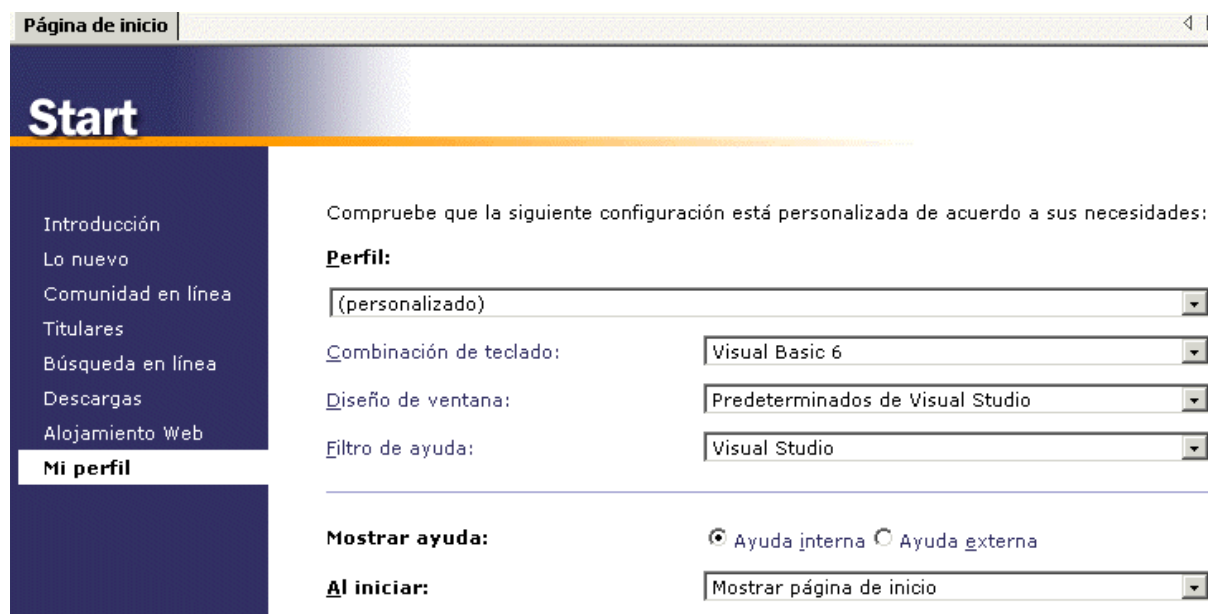 Página de inicio
Start
Introducción
Lo nuevo
Comunidad en línea
Titulares
Búsqueda en línea
Descargas
Alojamiento Web
Mi perfil
Compruebe que la siguiente configuración está personalizada de acuerdo a sus necesidades:
Perfil:
(personalizado)
Combinación de teclado: Visual Basic 6
Diseño de ventana: Predeterminados de Visual Studio
Filtro de ayuda: Visual Studio
Mostrar ayuda: Ayuda interna Ayuda externa
Al iniciar: Mostrar página de inicio